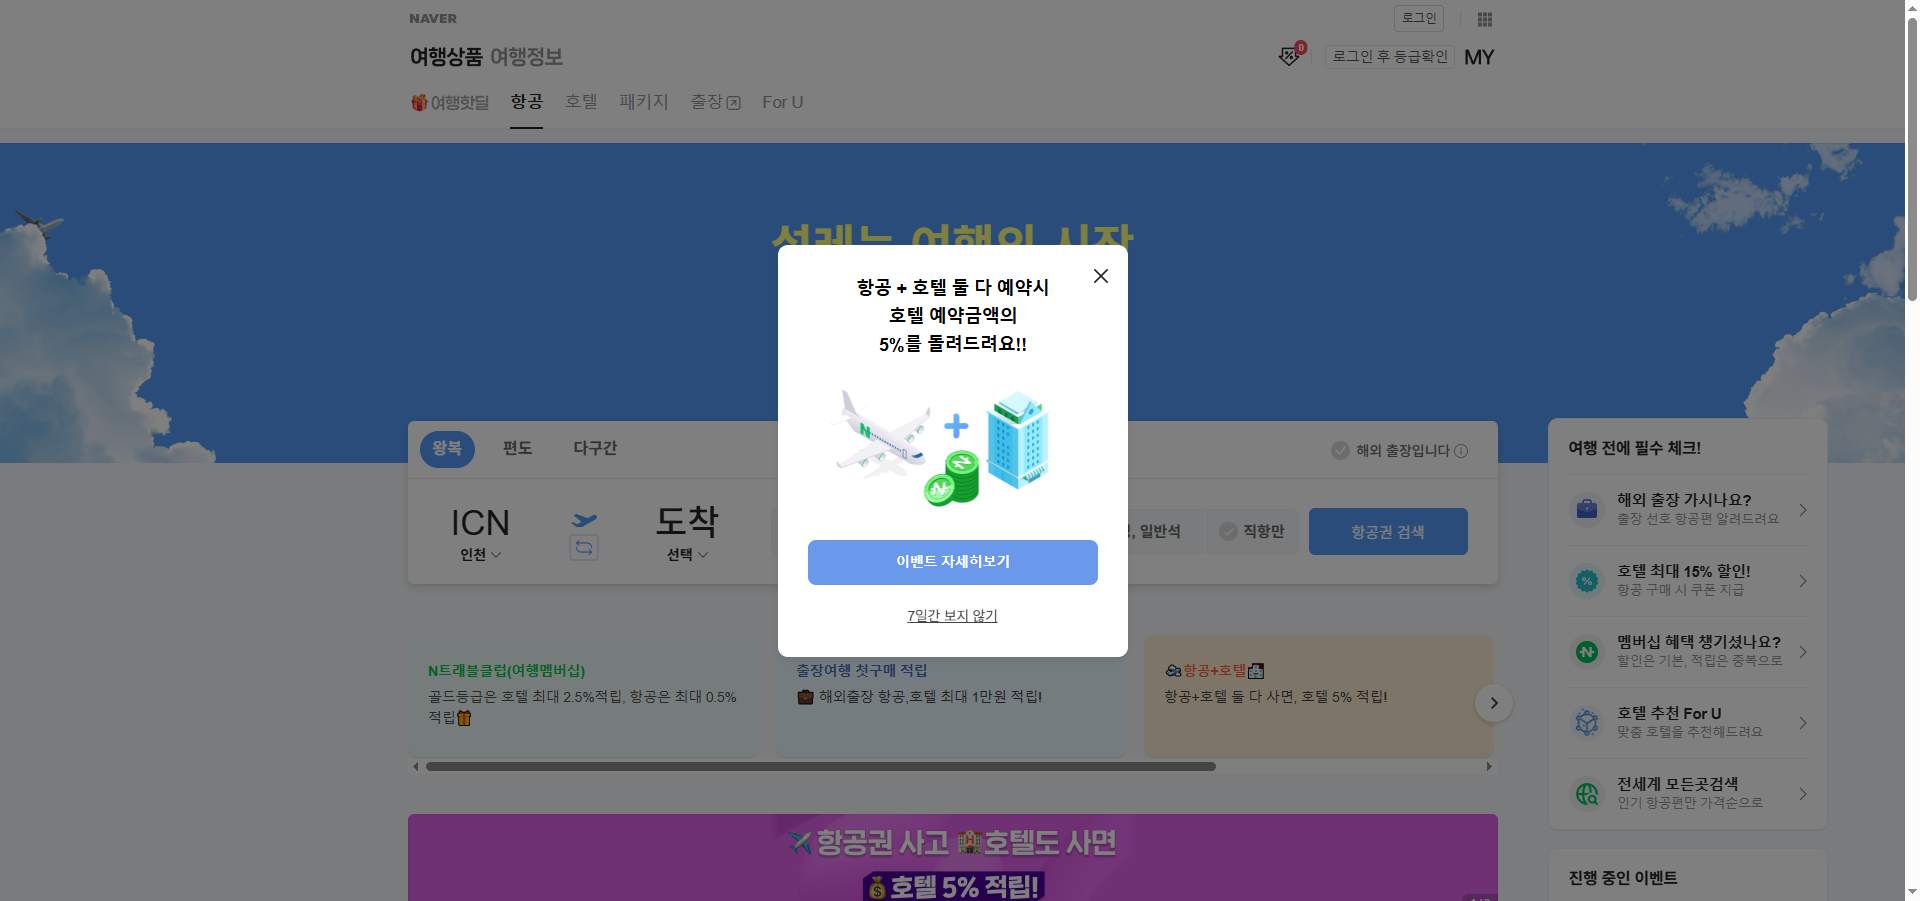 NAVER
로그인
여행상품 여행정보
0
로그인 후 등급확인
MY
여행핫딜
항공
호텔
패키지
출장
For U
설레는 여행의 시작
항공 + 호텔 둘 다 예약시
호텔 예약금액의
5%를 돌려드려요!!
이벤트 자세히보기
7일간 보지 않기
왕복
편도
다구간
해외 출장입니다
ICN
인천
도착
선택
일반석
직항만
항공권 검색
N트래블클럽(여행멤버십)
골드등급은 호텔 최대 2.5%적립, 항공은 최대 0.5%
적립
출장여행 첫구매 적립
해외출장 항공,호텔 최대 1만원 적립!
항공+호텔
항공+호텔 둘 다 사면, 호텔 5% 적립!
항공권 사고 호텔도 사면
호텔 5% 적립!
여행 전에 필수 체크!
해외 출장 가시나요?
출장 선호 항공편 알려드려요
호텔 최대 15% 할인!
항공 구매 시 쿠폰 지급
멤버십 혜택 챙기셨나요?
할인은 기본, 적립은 중복으로
호텔 추천 For U
맞춤 호텔을 추천해드려요
전세계 모든곳검색
인기 항공편만 가격순으로
진행 중인 이벤트